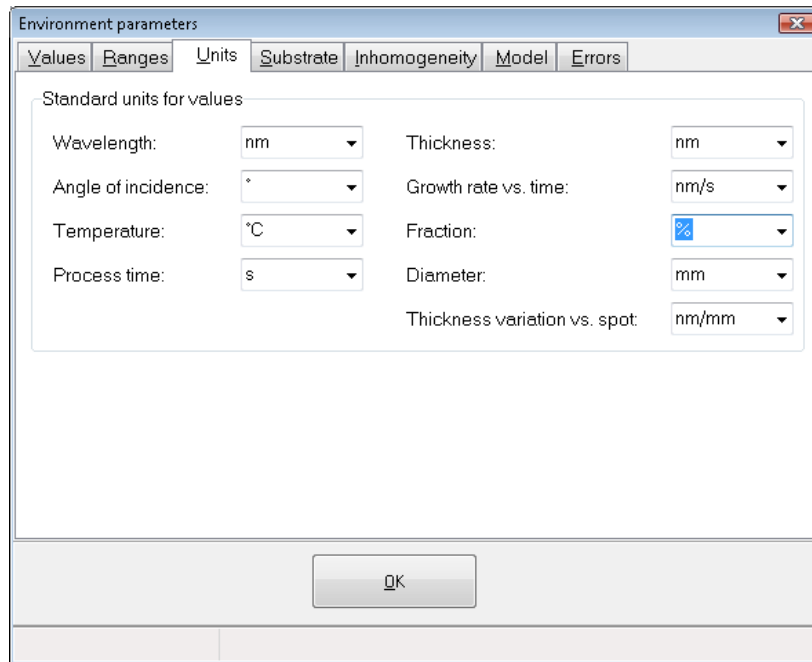 Environment parameters
Values Ranges Units Substrate Inhomogeneity Model Errors
Standard units for values
Wavelength: nm Thickness: nm
Angle of incidence: ° Growth rate vs. time: nm/s
Temperature: °C Fraction: %
Process time: s Diameter: mm
Thickness variation vs. spot: nm/mm
OK